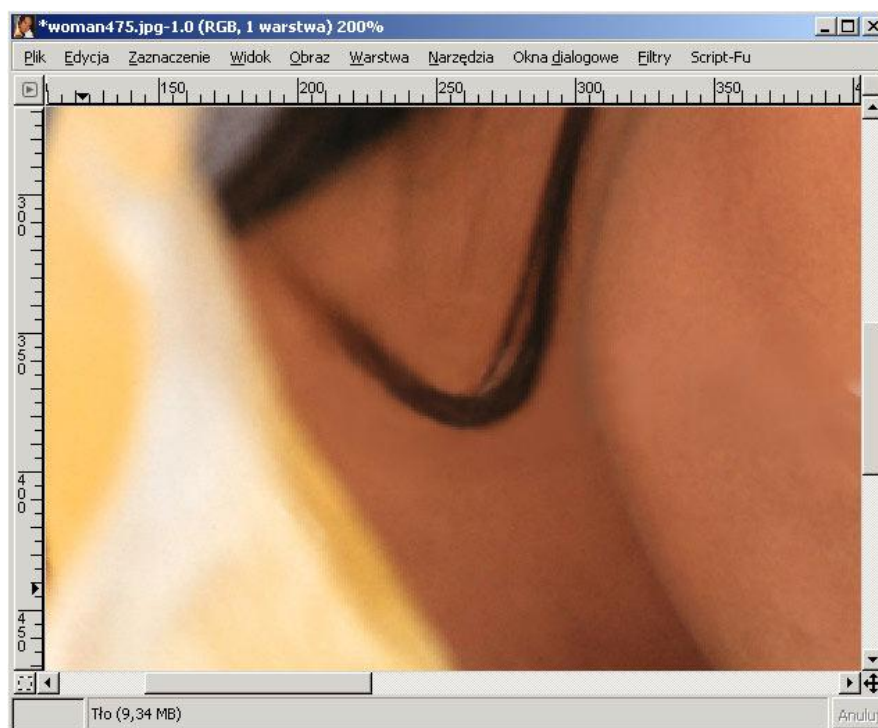 *woman475.jpg-1.0 (RGB, 1 warstwa) 200%
Plik Edycja Zaznaczenie Widok Obraz Warstwa Narzędzia Okna dialogowe Filtry Script-Fu
150 200 250 300 350 4
300
350
400
450
Tło (9,34 MB) Anuluj